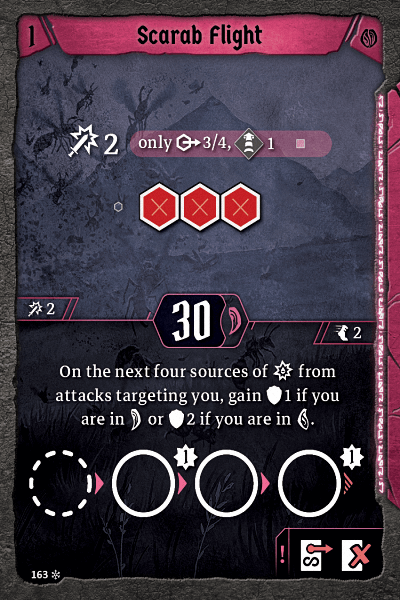 1 Scarab Flight
2 only 3/4, 1
2 30 2
On the next four sources of from
attacks targeting you, gain 1 if you
are in or 2 if you are in .
1 1
!
163